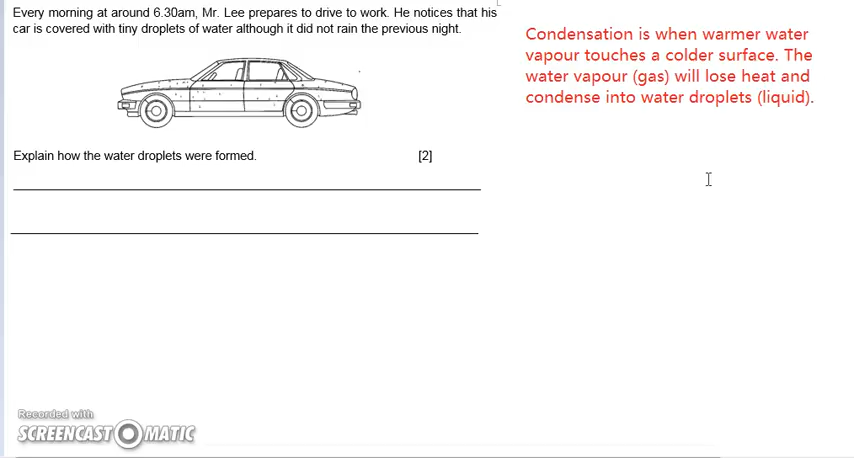 Every morning at around 6.30am, Mr. Lee prepares to drive to work. He notices that his
car is covered with tiny droplets of water although it did not rain the previous night.
Condensation is when warmer water
vapour touches a colder surface. The
water vapour (gas) will lose heat and
condense into water droplets (liquid).
Explain how the water droplets were formed. [2]
Recorded with
SCREENCAST-O-MATIC